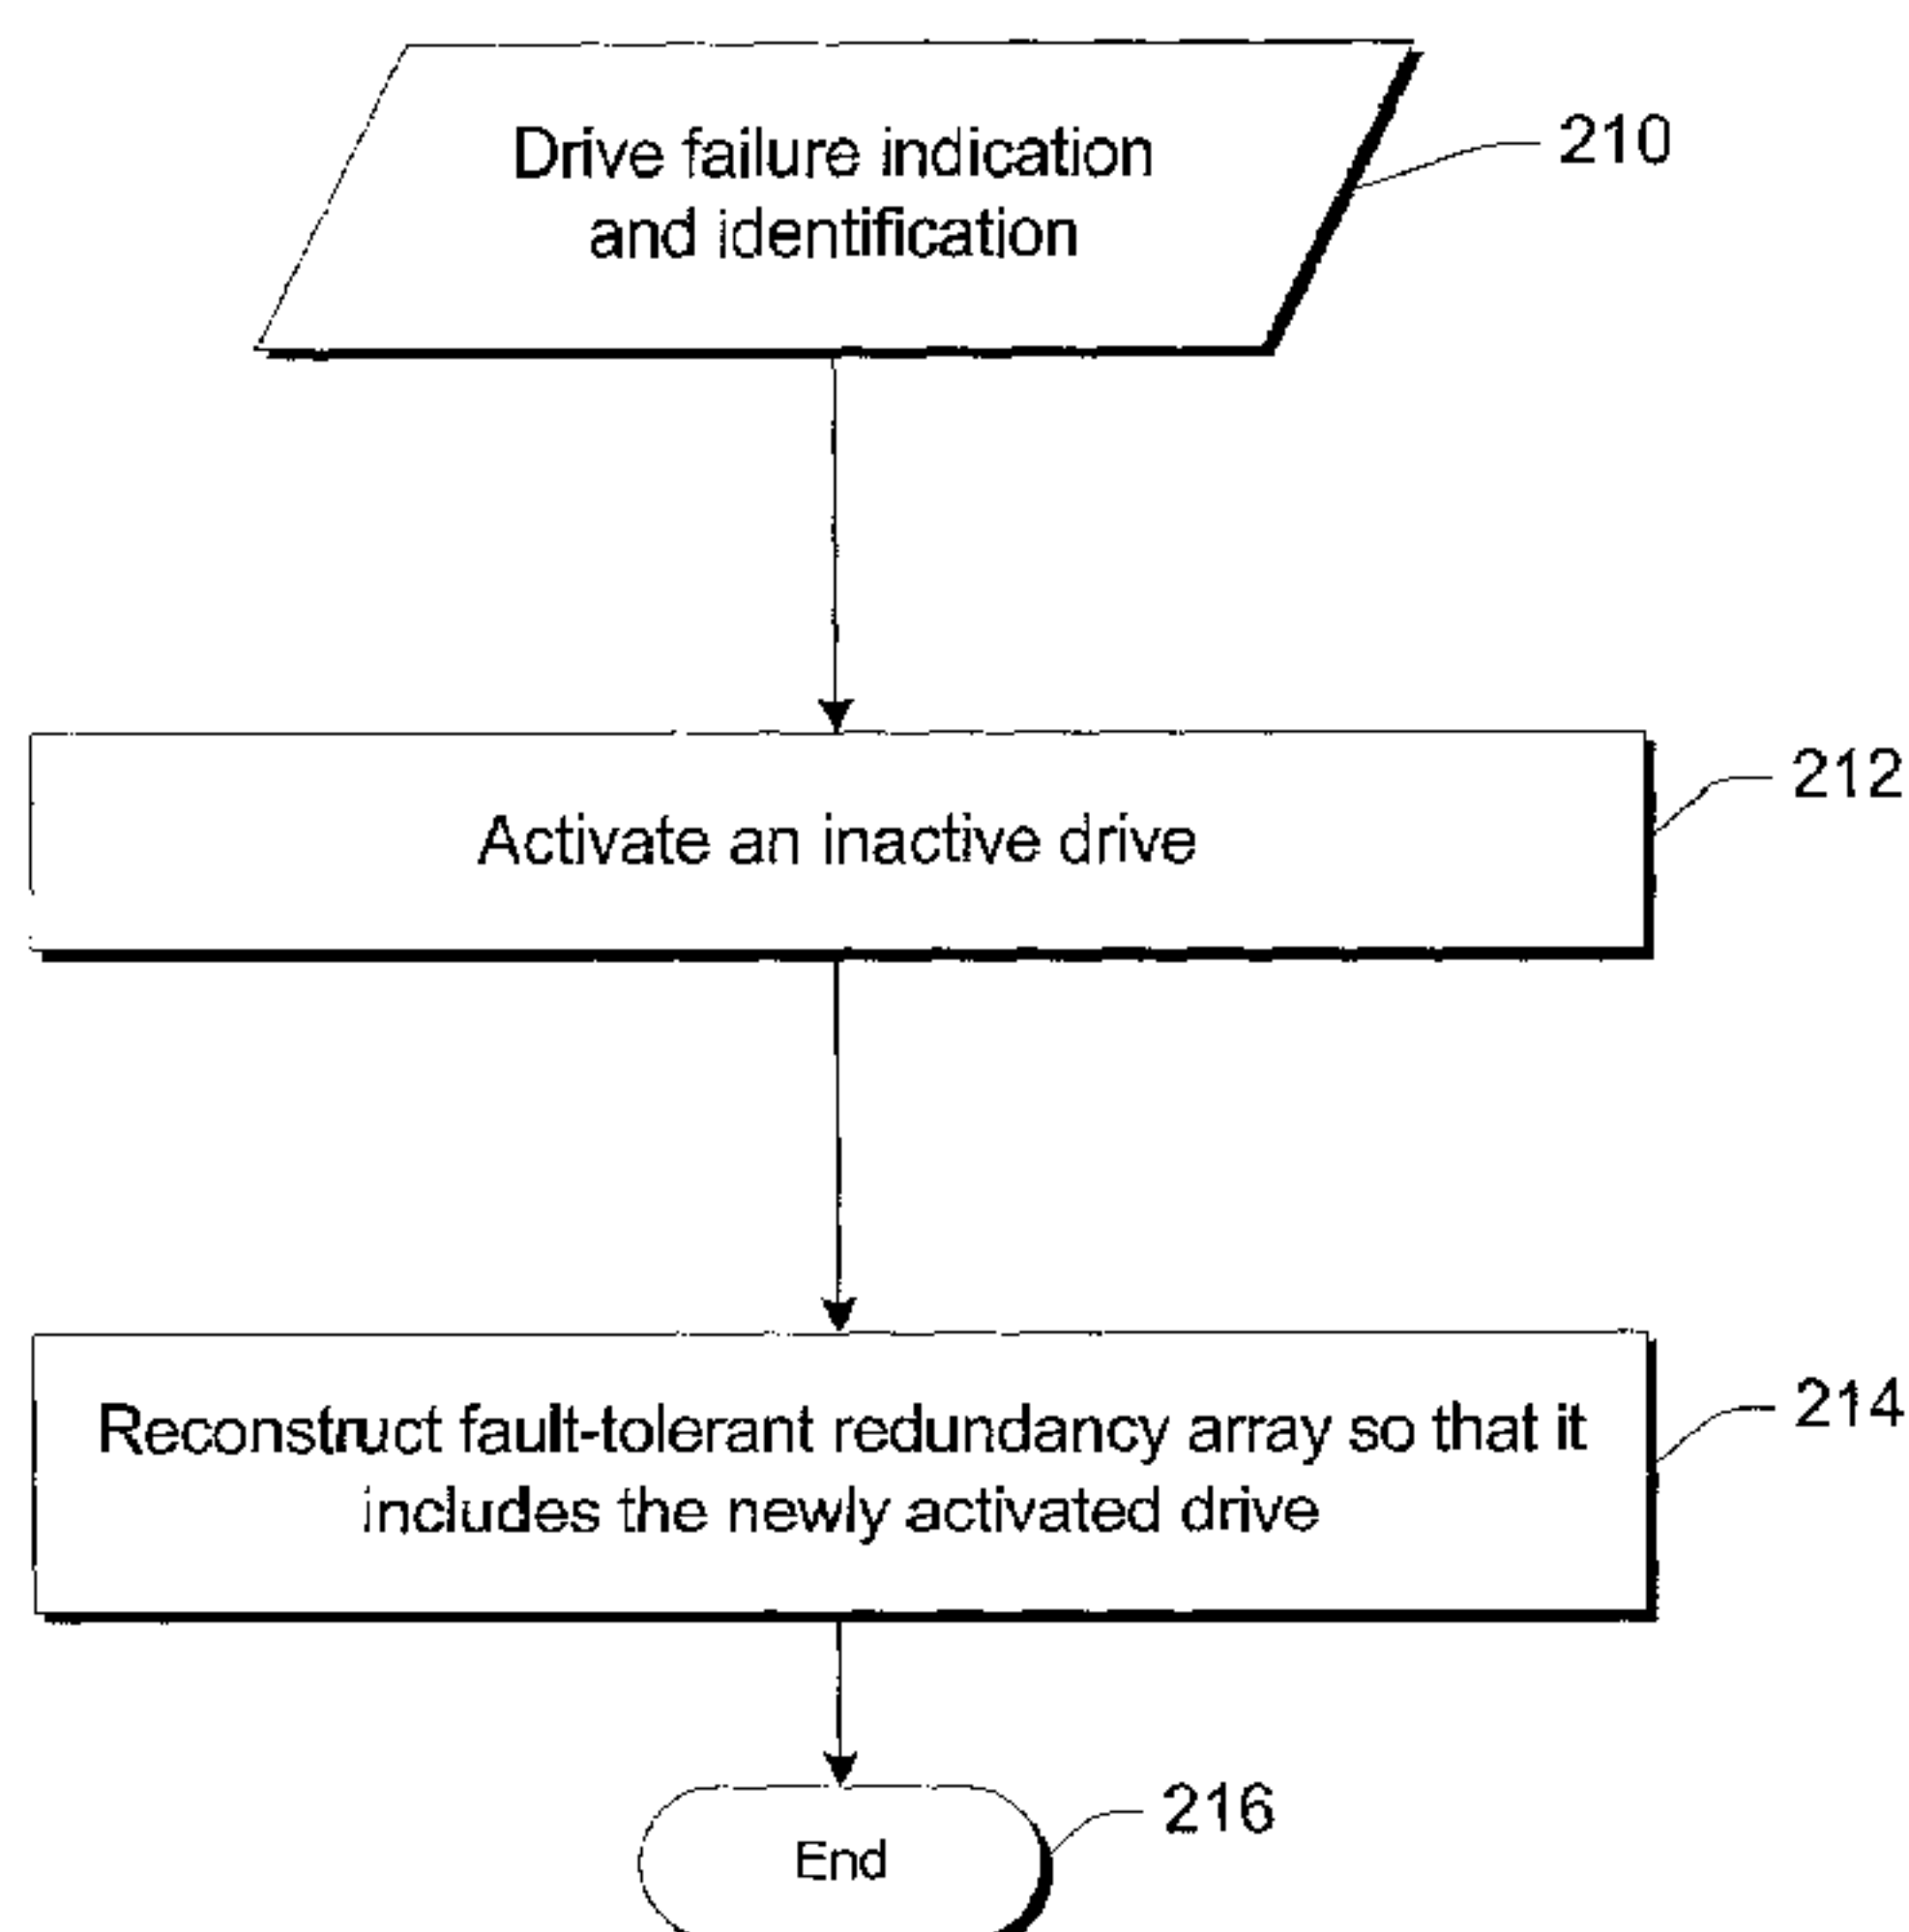 Drive failure indication
and identification
210
Activate an inactive drive
212
Reconstruct fault-tolerant redundancy array so that it
includes the newly activated drive
214
End
216